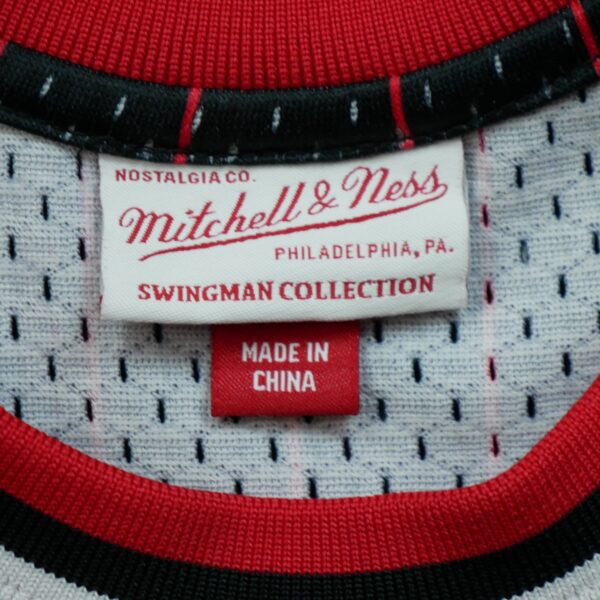 NOSTALGIA CO.
Mitchell & Ness
PHILADELPHIA, PA.
SWINGMAN COLLECTION
MADE IN
CHINA